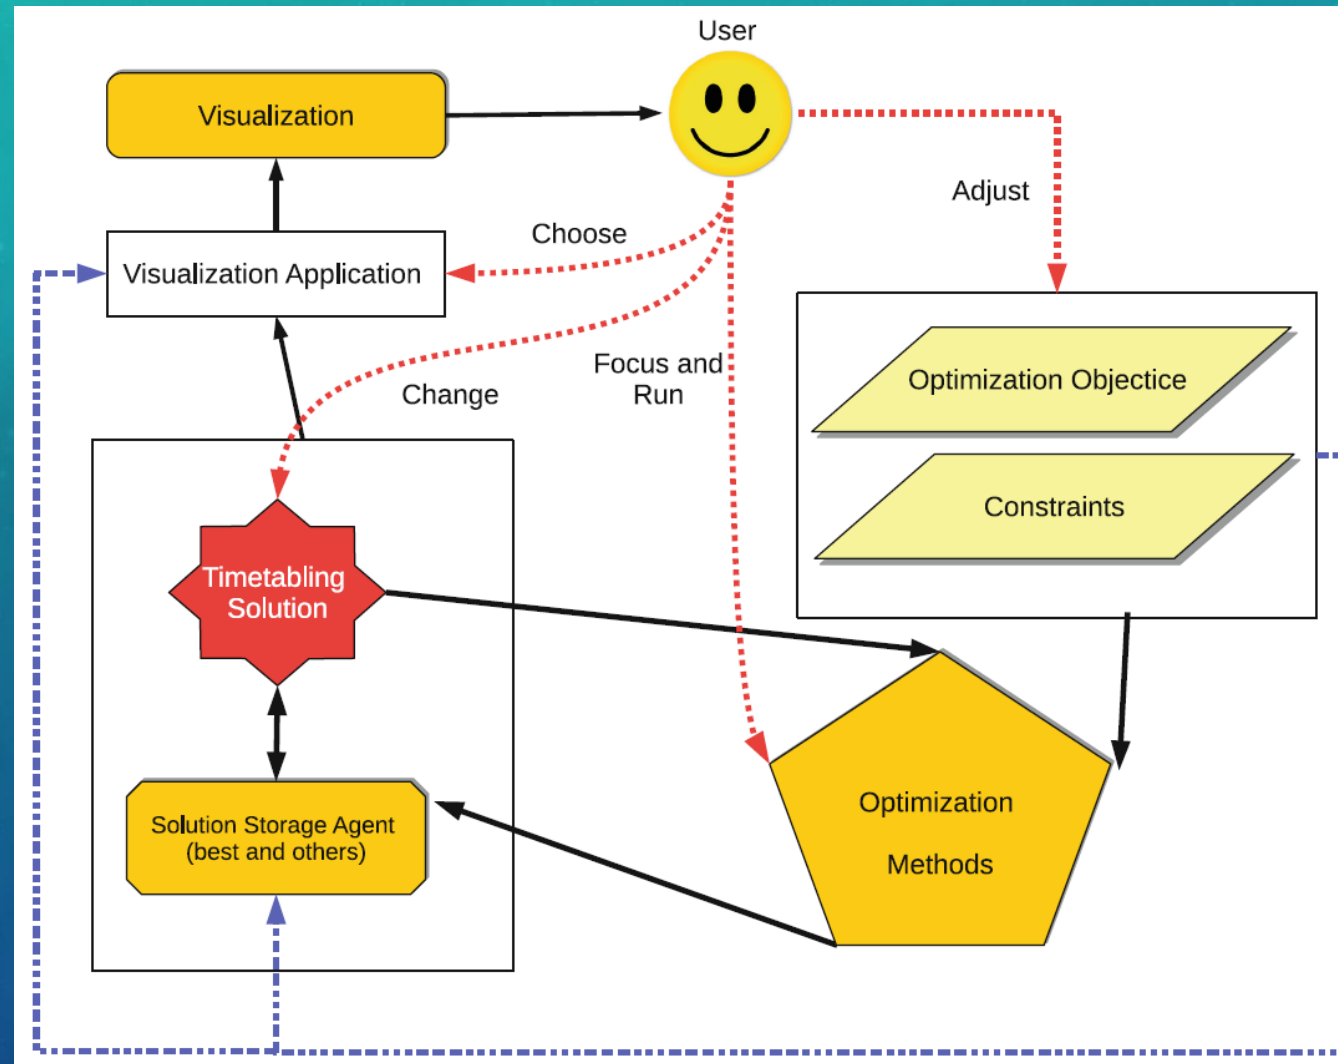 User
Visualization
Adjust
Choose
Visualization Application
Focus and
Run
Change
Optimization Objectice
Constraints
Timetabling
Solution
Solution Storage Agent
(best and others)
Optimization
Methods